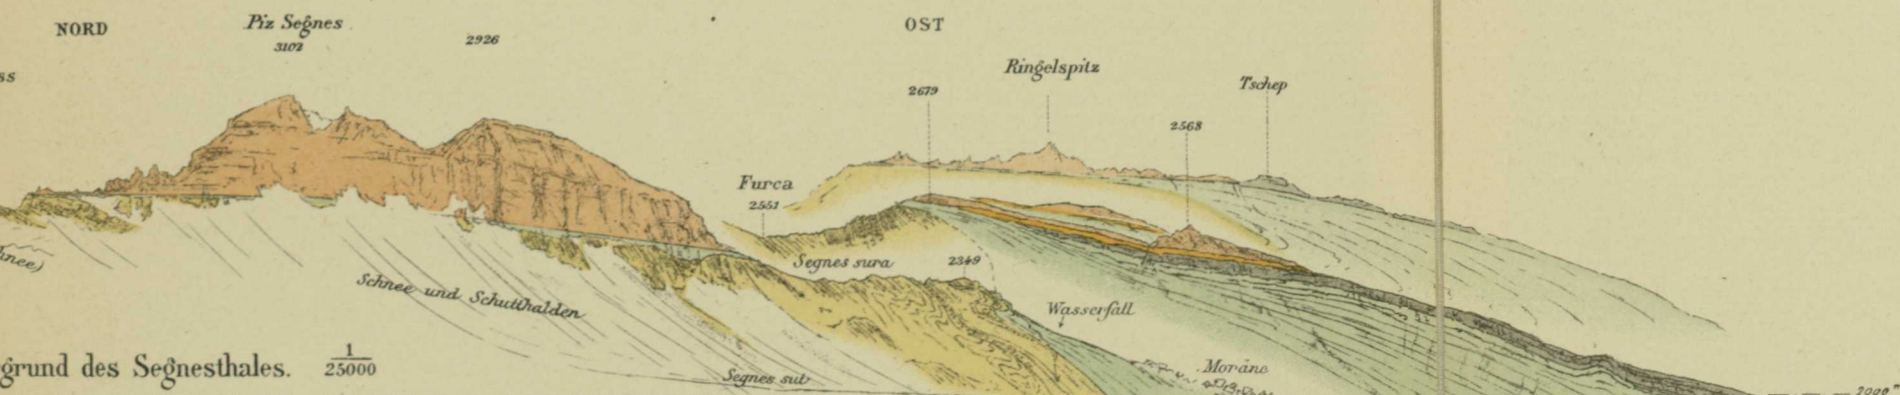 NORD
Piz Segnes
3102
2926
OST
Ringelspitz
2679
Tschep
2568
ss
Furca
2551
Segnes sura
2349
Schnee und Schutthalden
Wasserfall
grund des Segnesthales. 1/25000
Segnes sut
Moräne